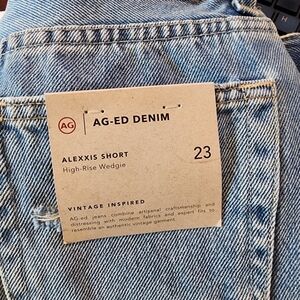 AG
AG-ED DENIM
ALEXXIS SHORT
23
High-Rise Wedgie
VINTAGE INSPIRED
AG-ed jeans combine artisanal craftsmanship and
distressing with modern fabrics and expert fits to
resemble an authentic vintage garment.